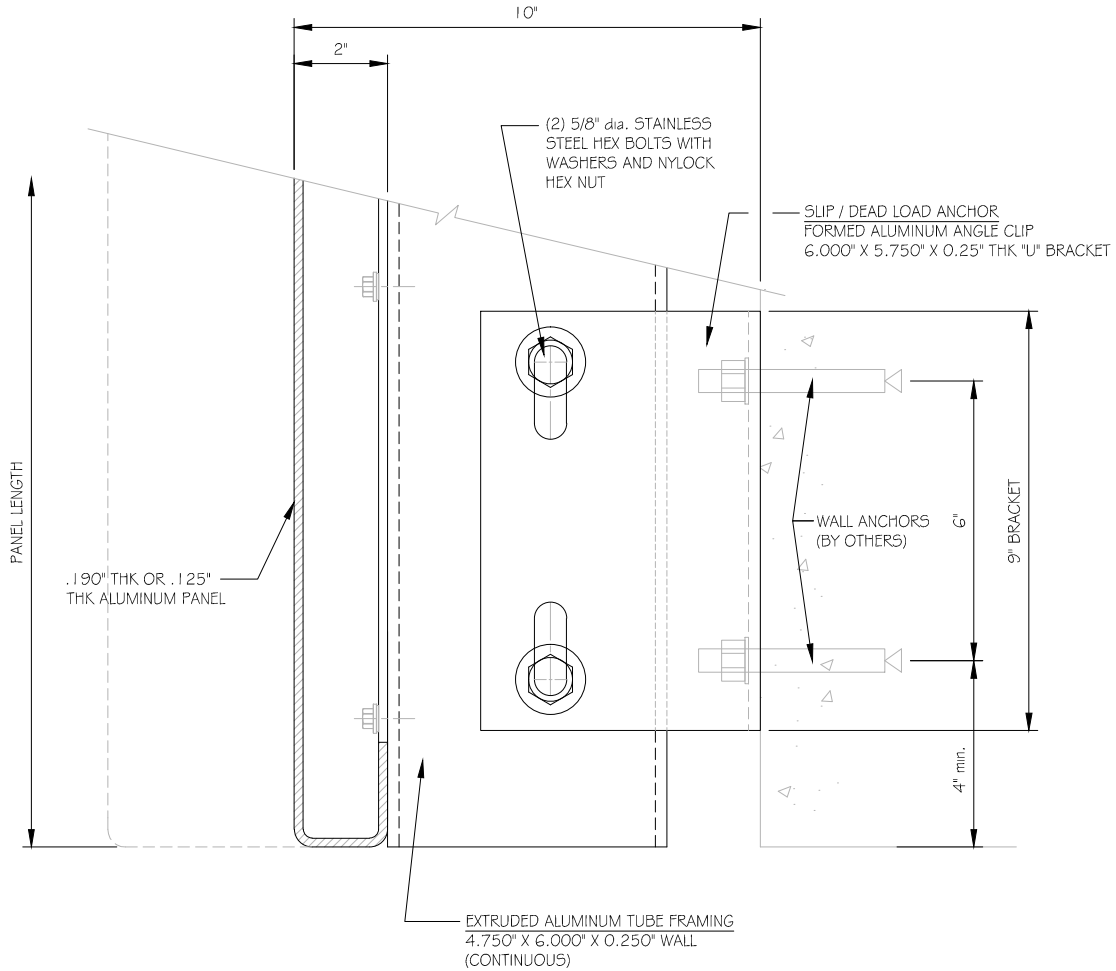 10"
2"
(2) 5/8" dia. STAINLESS
STEEL HEX BOLTS WITH
WASHERS AND NYLOCK
HEX NUT
SLIP / DEAD LOAD ANCHOR
FORMED ALUMINUM ANGLE CLIP
6.000" X 5.750" X 0.25" THK "U" BRACKET
PANEL LENGTH
WALL ANCHORS
(BY OTHERS)
6"
9" BRACKET
.190" THK OR .125"
THK ALUMINUM PANEL
4" min.
EXTRUDED ALUMINUM TUBE FRAMING
4.750" X 6.000" X 0.250" WALL
(CONTINUOUS)